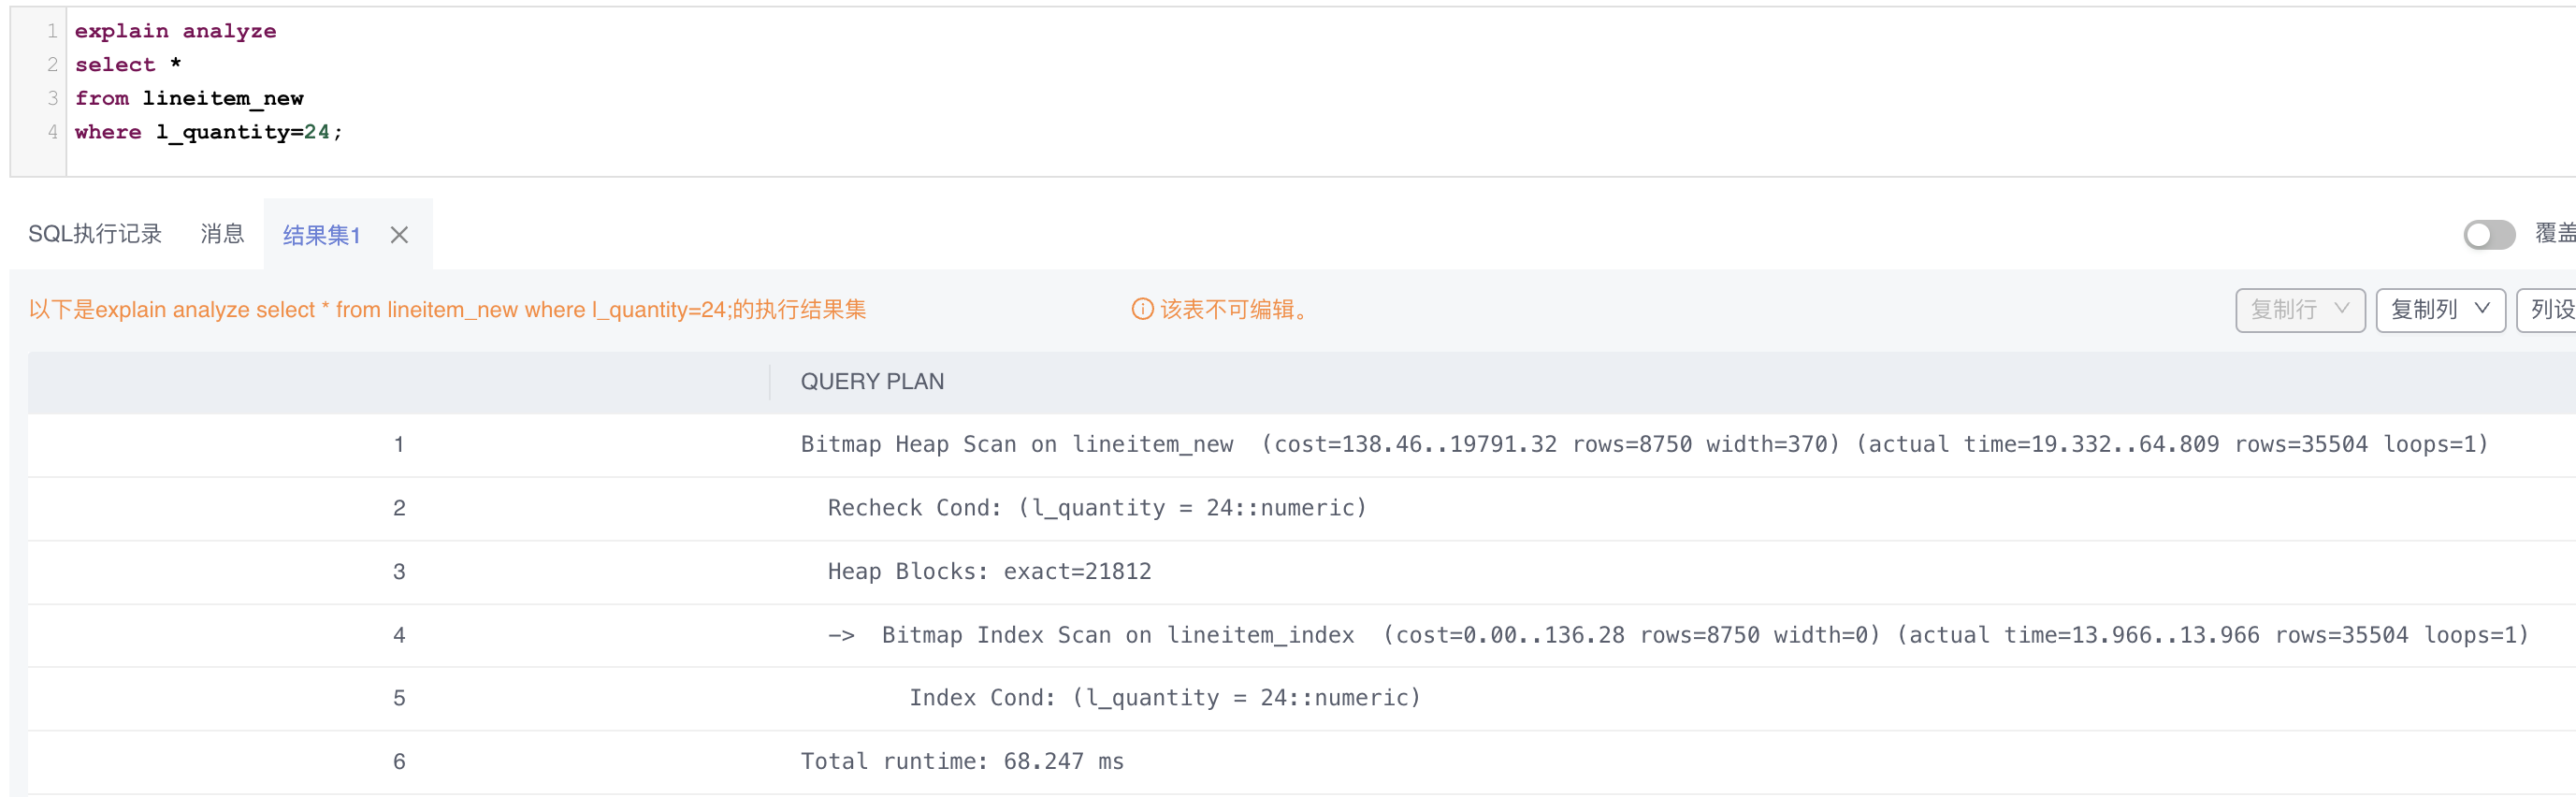 1 explain analyze
2 select *
3 from lineitem_new
4 where l_quantity=24;
SQL执行记录 消息 结果集1
覆盖
以下是explain analyze select * from lineitem_new where l_quantity=24;的执行结果集 该表不可编辑。 复制行 复制列 列设
QUERY PLAN
1 Bitmap Heap Scan on lineitem_new (cost=138.46..19791.32 rows=8750 width=370) (actual time=19.332..64.809 rows=35504 loops=1)
2 Recheck Cond: (l_quantity = 24::numeric)
3 Heap Blocks: exact=21812
4 -> Bitmap Index Scan on lineitem_index (cost=0.00..136.28 rows=8750 width=0) (actual time=13.966..13.966 rows=35504 loops=1)
5 Index Cond: (l_quantity = 24::numeric)
6 Total runtime: 68.247 ms